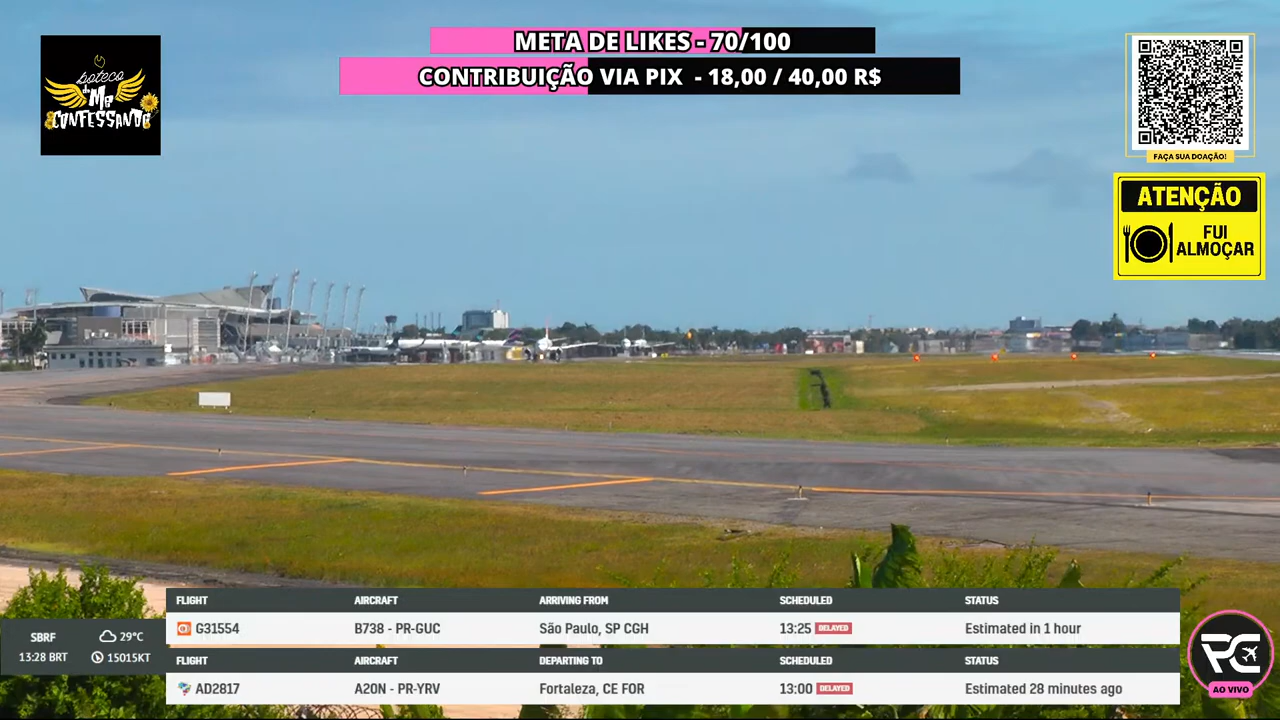 META DE LIKES - 70/100
CONTRIBUIÇÃO VIA PIX - 18,00 / 40,00 R$
boteco
do Me
CONFESSANDO
FAÇA SUA DOAÇÃO!
ATENÇÃO
FUI
ALMOÇAR
FLIGHT AIRCRAFT ARRIVING FROM SCHEDULED STATUS
G31554 B738 - PR-GUC São Paulo, SP CGH 13:25 DELAYED Estimated in 1 hour
SBRF 29°C
13:28 BRT 15015KT
FLIGHT AIRCRAFT DEPARTING TO SCHEDULED STATUS
AD2817 A20N - PR-YRV Fortaleza, CE FOR 13:00 DELAYED Estimated 28 minutes ago
PC
AO VIVO